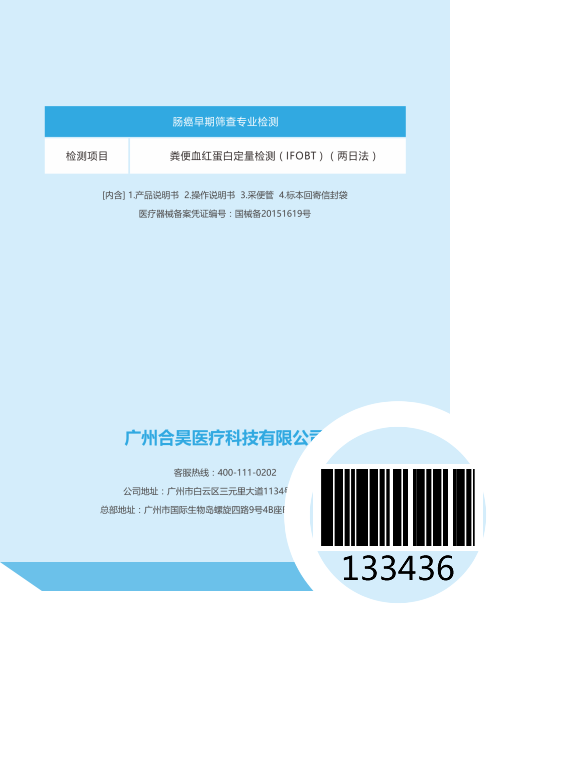 肠癌早期筛查专业检测
检测项目 粪便血红蛋白定量检测（IFOBT）（两日法）
[内含] 1.产品说明书 2.操作说明书 3.采便管 4.标本回寄信封袋
医疗器械备案凭证编号：国械备20151619号
广州合昊医疗科技有限公司
客服热线：400-111-0202
公司地址：广州市白云区三元里大道1134号
总部地址：广州市国际生物岛螺旋四路9号4B座
133436